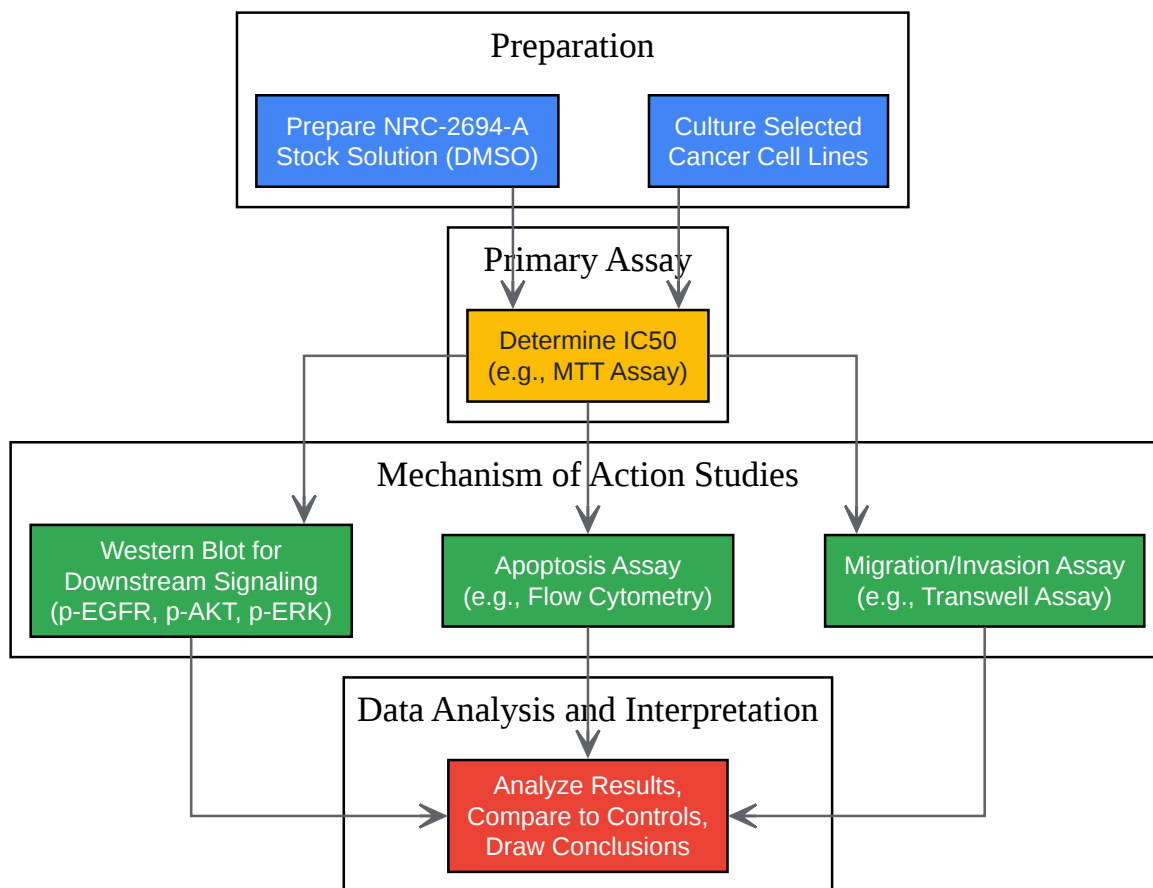 Preparation
Prepare NRC-2694-A
Stock Solution (DMSO)
Culture Selected
Cancer Cell Lines
Primary Assay
Determine IC50
(e.g., MTT Assay)
Mechanism of Action Studies
Western Blot for
Downstream Signaling
(p-EGFR, p-AKT, p-ERK)
Apoptosis Assay
(e.g., Flow Cytometry)
Migration/Invasion Assay
(e.g., Transwell Assay)
Data Analysis and Interpretation
Analyze Results,
Compare to Controls,
Draw Conclusions